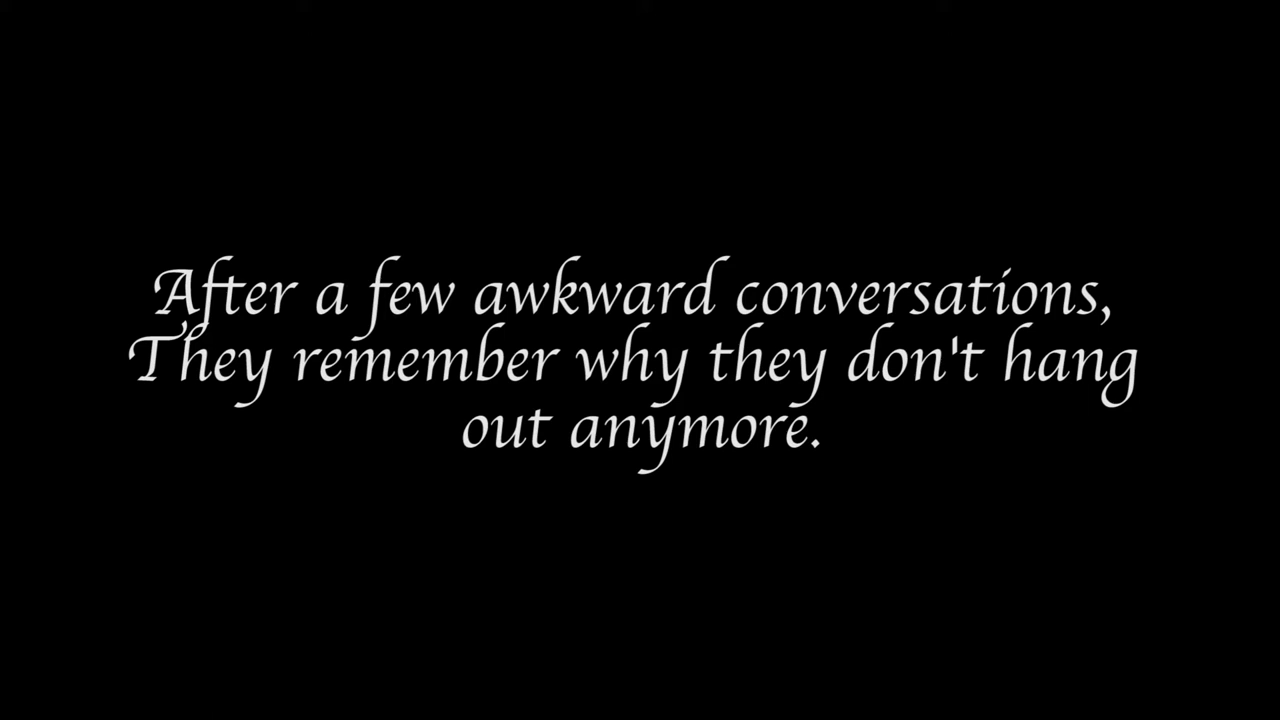 After a few awkward conversations,
They remember why they don't hang
out anymore.